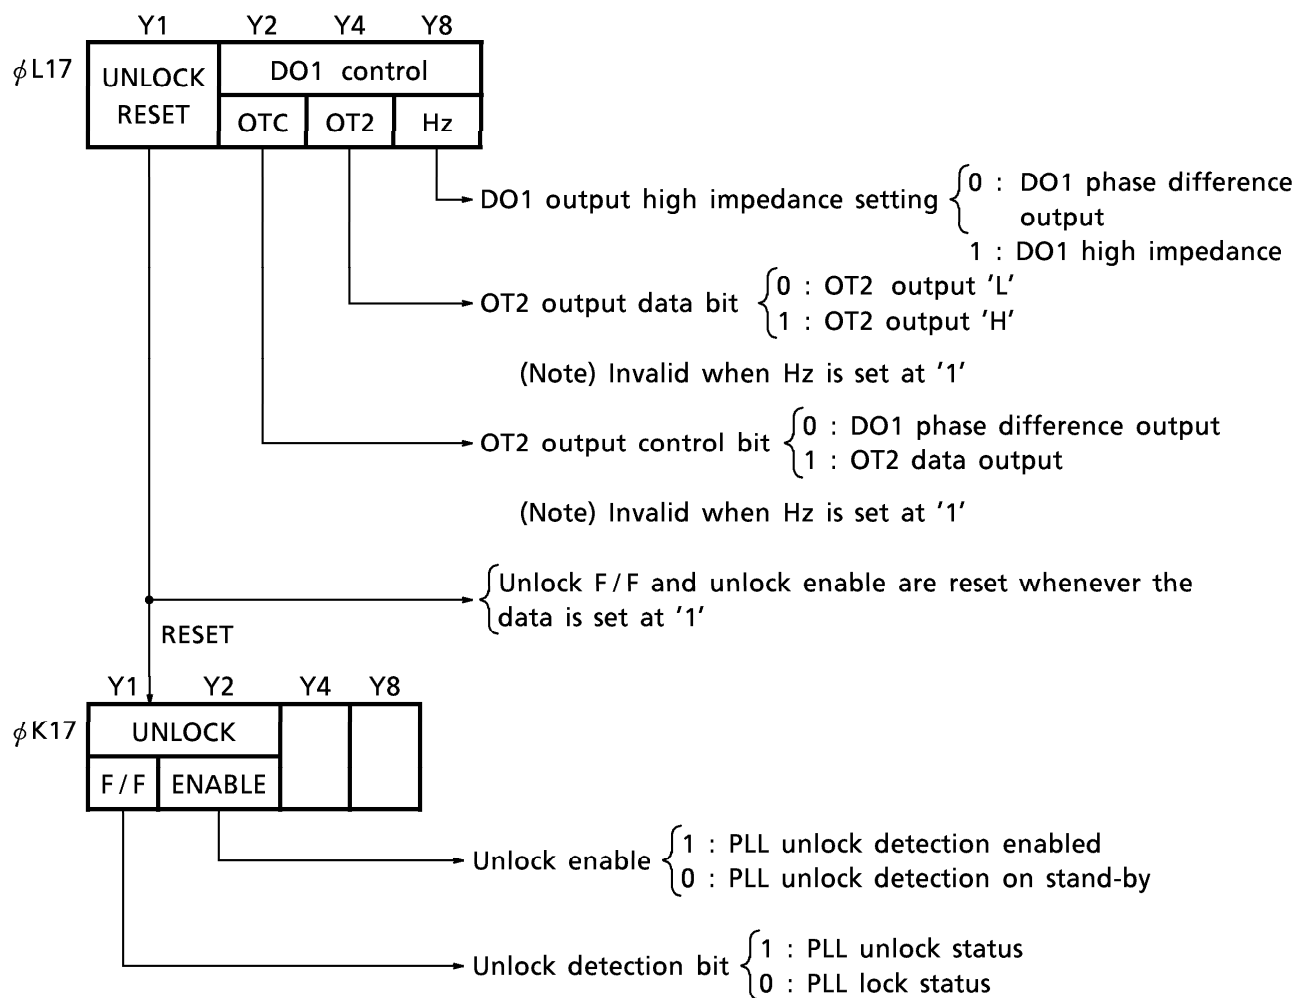 Y1 Y2 Y4 Y8
ϕL17
UNLOCK
RESET
DO1 control
OTC OT2 Hz
DO1 output high impedance setting
0 : DO1 phase difference
output
1 : DO1 high impedance
OT2 output data bit
0 : OT2 output 'L'
1 : OT2 output 'H'
(Note) Invalid when Hz is set at '1'
OT2 output control bit
0 : DO1 phase difference output
1 : OT2 data output
(Note) Invalid when Hz is set at '1'
Unlock F/F and unlock enable are reset whenever the
data is set at '1'
RESET
Y1 Y2 Y4 Y8
ϕK17
UNLOCK
F/F ENABLE
Unlock enable
1 : PLL unlock detection enabled
0 : PLL unlock detection on stand-by
Unlock detection bit
1 : PLL unlock status
0 : PLL lock status